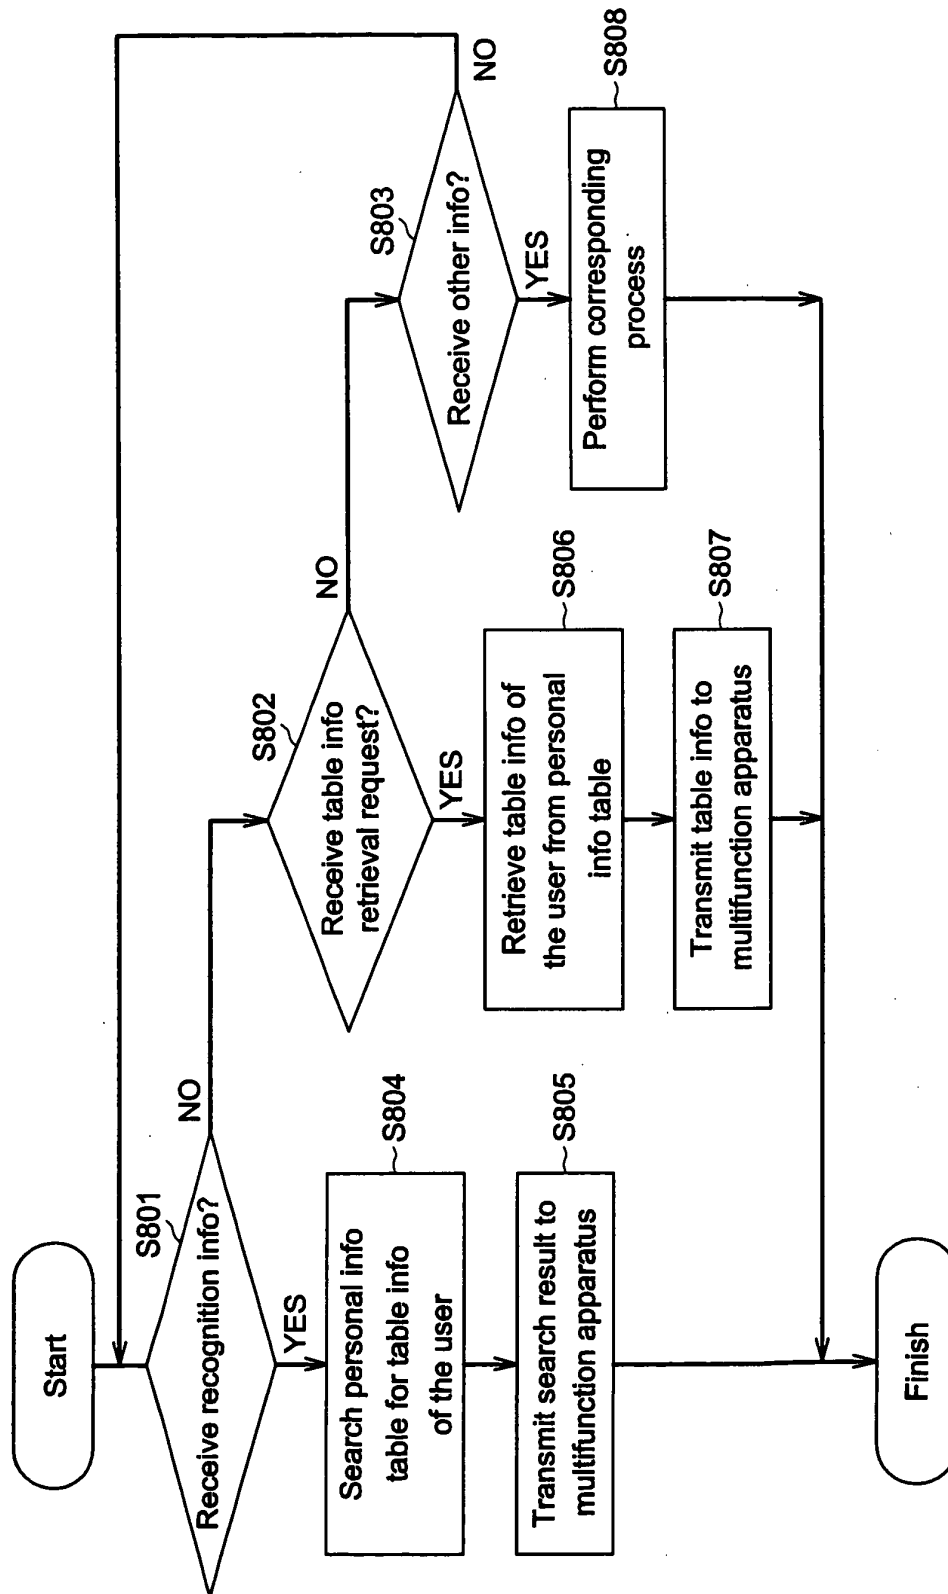 Start
S801
Receive recognition info?
NO
YES
S804
Search personal info
table for table info
of the user
S805
Transmit search result to
multifunction apparatus
S802
Receive table info
retrieval request?
NO
YES
S806
Retrieve table info of
the user from personal
info table
S807
Transmit table info to
multifunction apparatus
S803
Receive other info?
NO
YES
S808
Perform corresponding
process
Finish